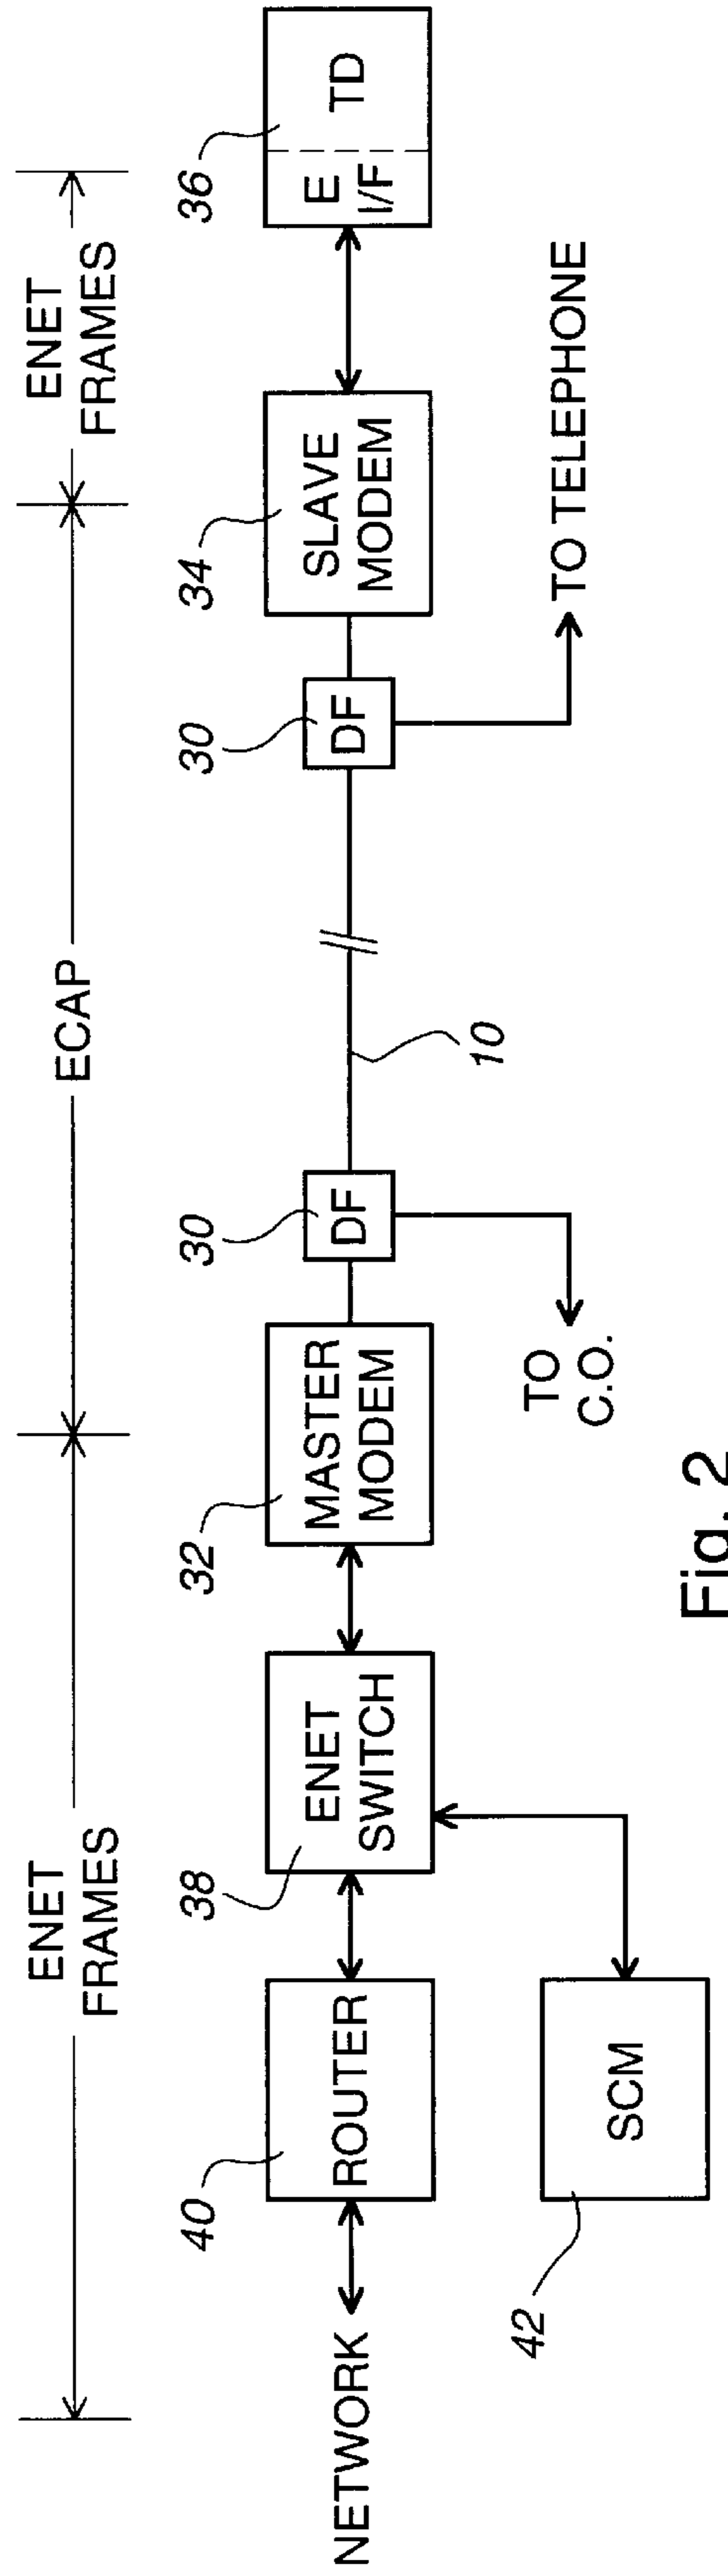 ENET
FRAMES
ECAP
ENET
FRAMES
40
38
32
30
30
34
36
NETWORK
ROUTER
ENET
SWITCH
MASTER
MODEM
DF
DF
SLAVE
MODEM
E
I/F
TD
10
42
SCM
TO
C.O.
TO TELEPHONE
Fig. 2